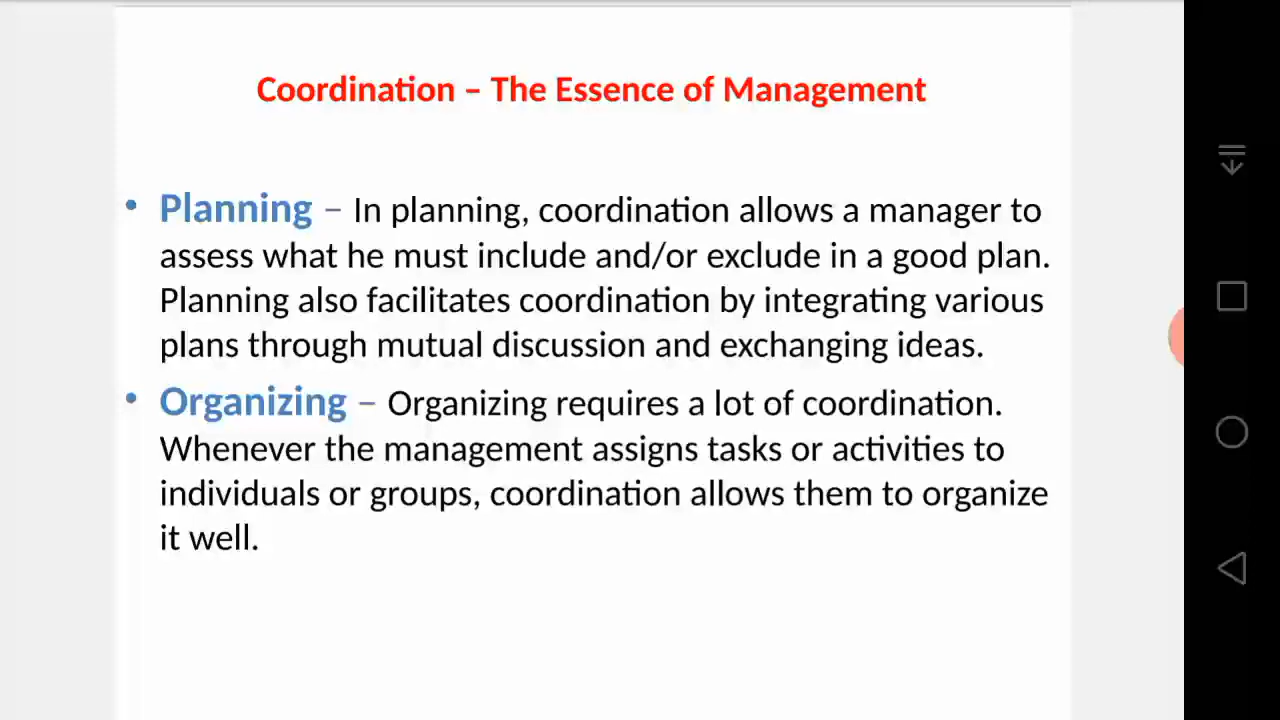 Coordination – The Essence of Management
• Planning – In planning, coordination allows a manager to
assess what he must include and/or exclude in a good plan.
Planning also facilitates coordination by integrating various
plans through mutual discussion and exchanging ideas.
• Organizing – Organizing requires a lot of coordination.
Whenever the management assigns tasks or activities to
individuals or groups, coordination allows them to organize
it well.